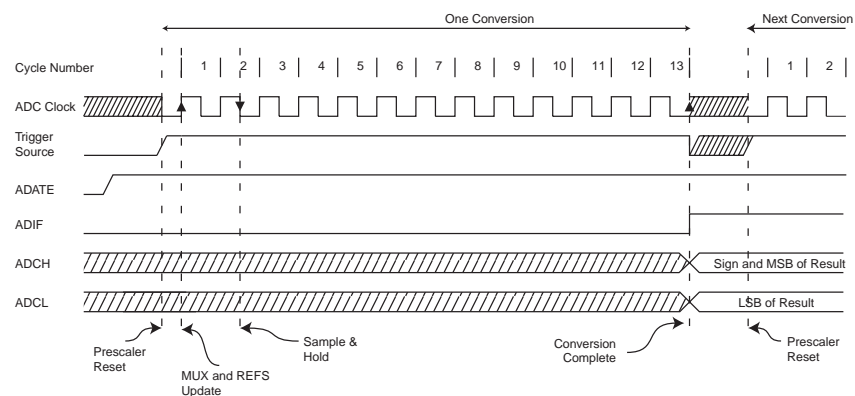 One Conversion Next Conversion
Cycle Number 1 2 3 4 5 6 7 8 9 10 11 12 13 1 2
ADC Clock
Trigger
Source
ADATE
ADIF
ADCH Sign and MSB of Result
ADCL LSB of Result
Prescaler
Reset
MUX and REFS
Update
Sample &
Hold
Conversion
Complete
Prescaler
Reset